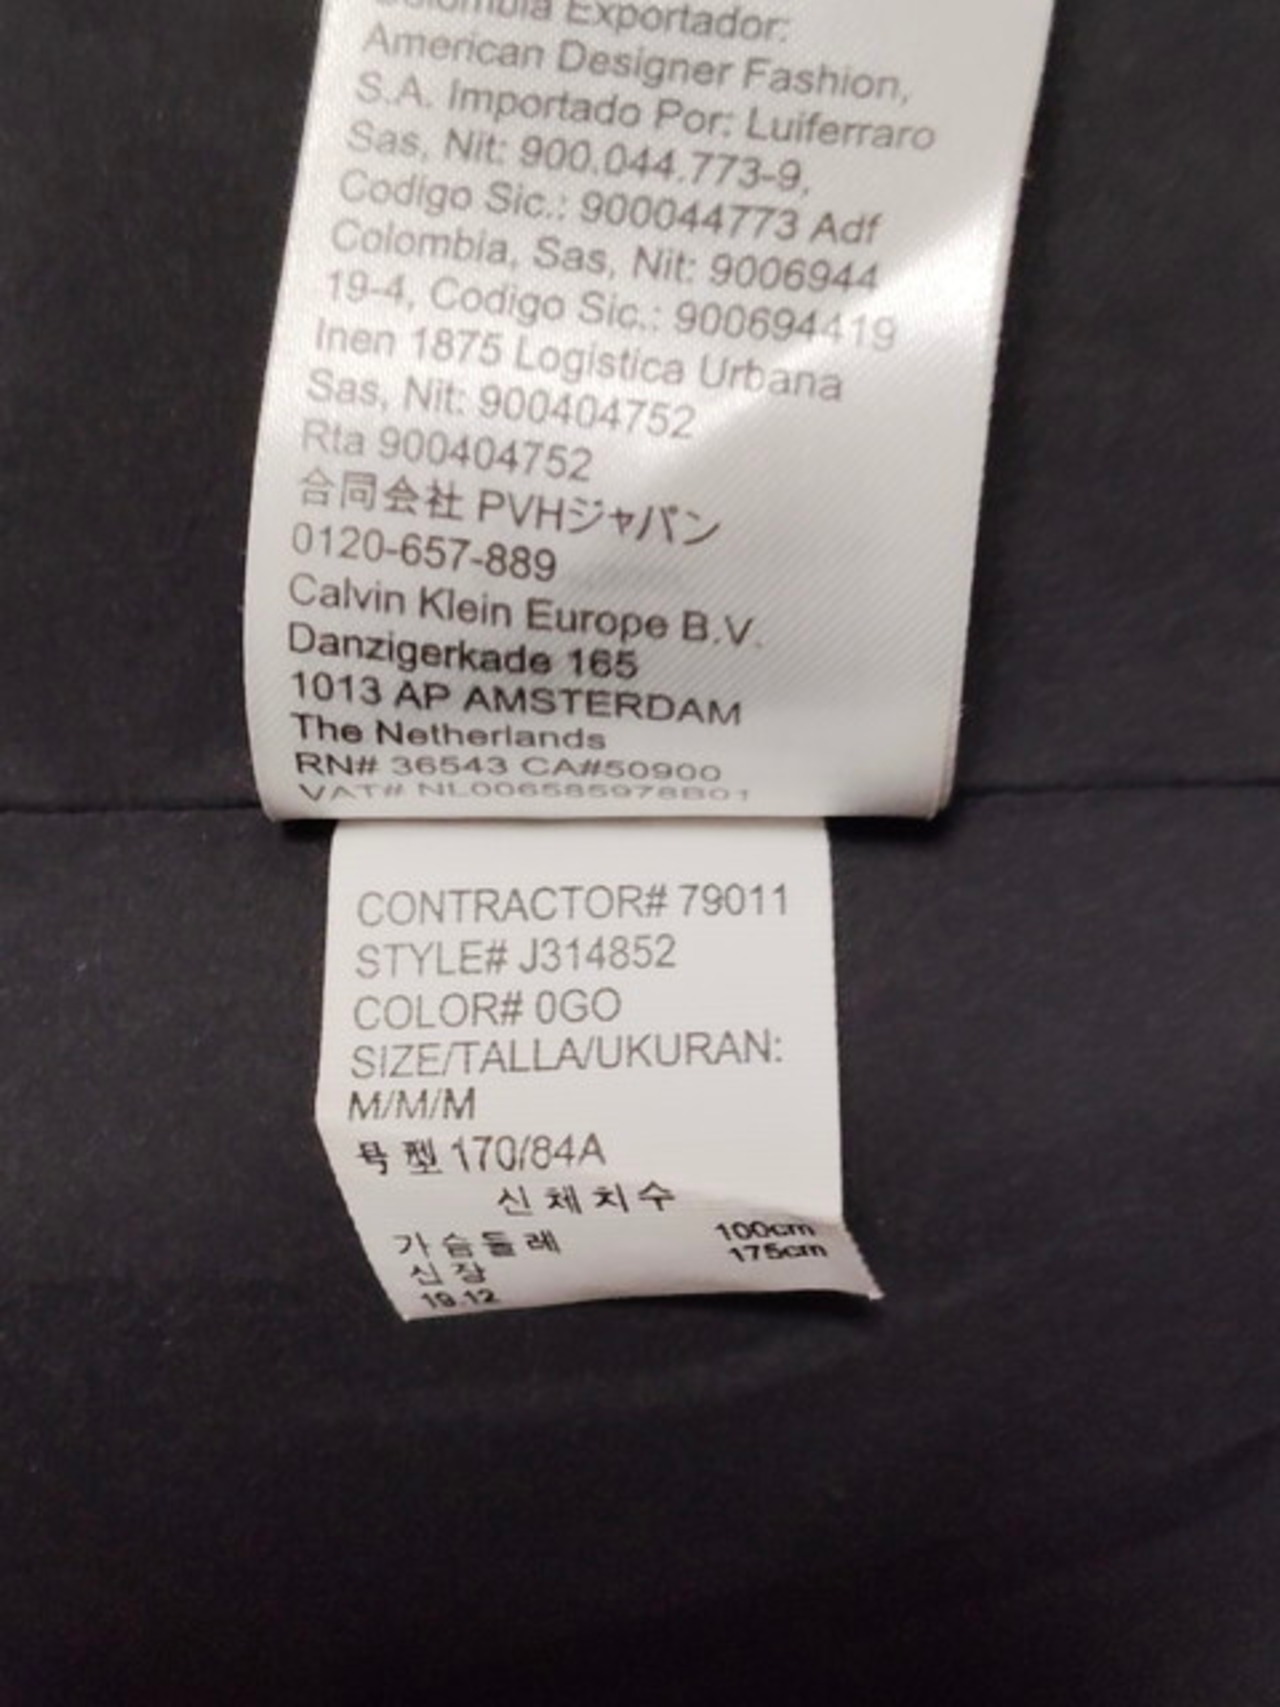 Colombia Exportador:
American Designer Fashion,
S.A. Importado Por: Luiferraro
Sas, Nit: 900.044.773-9,
Codigo Sic.: 900044773 Adf
Colombia, Sas, Nit: 9006944
19-4, Codigo Sic.: 900694419
Inen 1875 Logistica Urbana
Sas, Nit: 900404752
Rta 900404752
合同会社 PVHジャパン
0120-657-889
Calvin Klein Europe B.V.
Danzigerkade 165
1013 AP AMSTERDAM
The Netherlands
RN# 36543 CA#50900
VAT# NL006585978B01
CONTRACTOR# 79011
STYLE# J314852
COLOR# 0GO
SIZE/TALLA/UKURAN:
M/M/M
号型 170/84A
신체치수
가슴둘레 100cm
신장 175cm
19.12